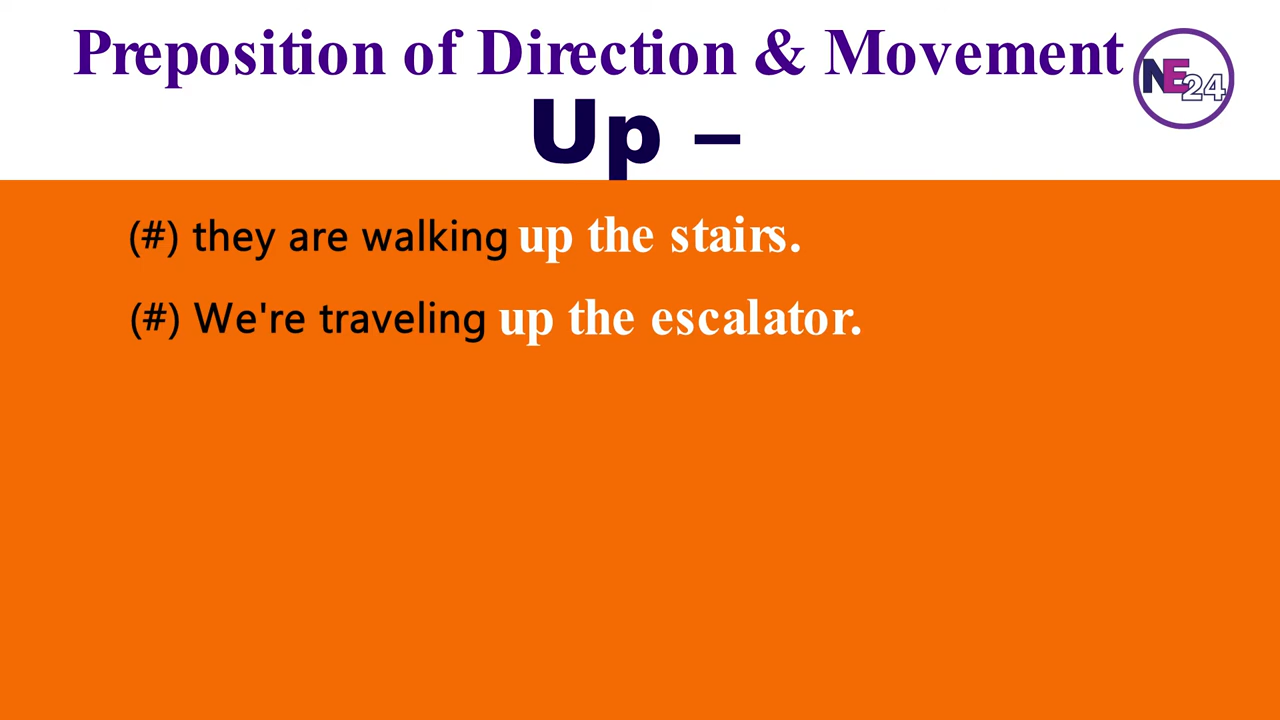 Preposition of Direction & Movement
NE24
Up –
(#) they are walking up the stairs.
(#) We're traveling up the escalator.